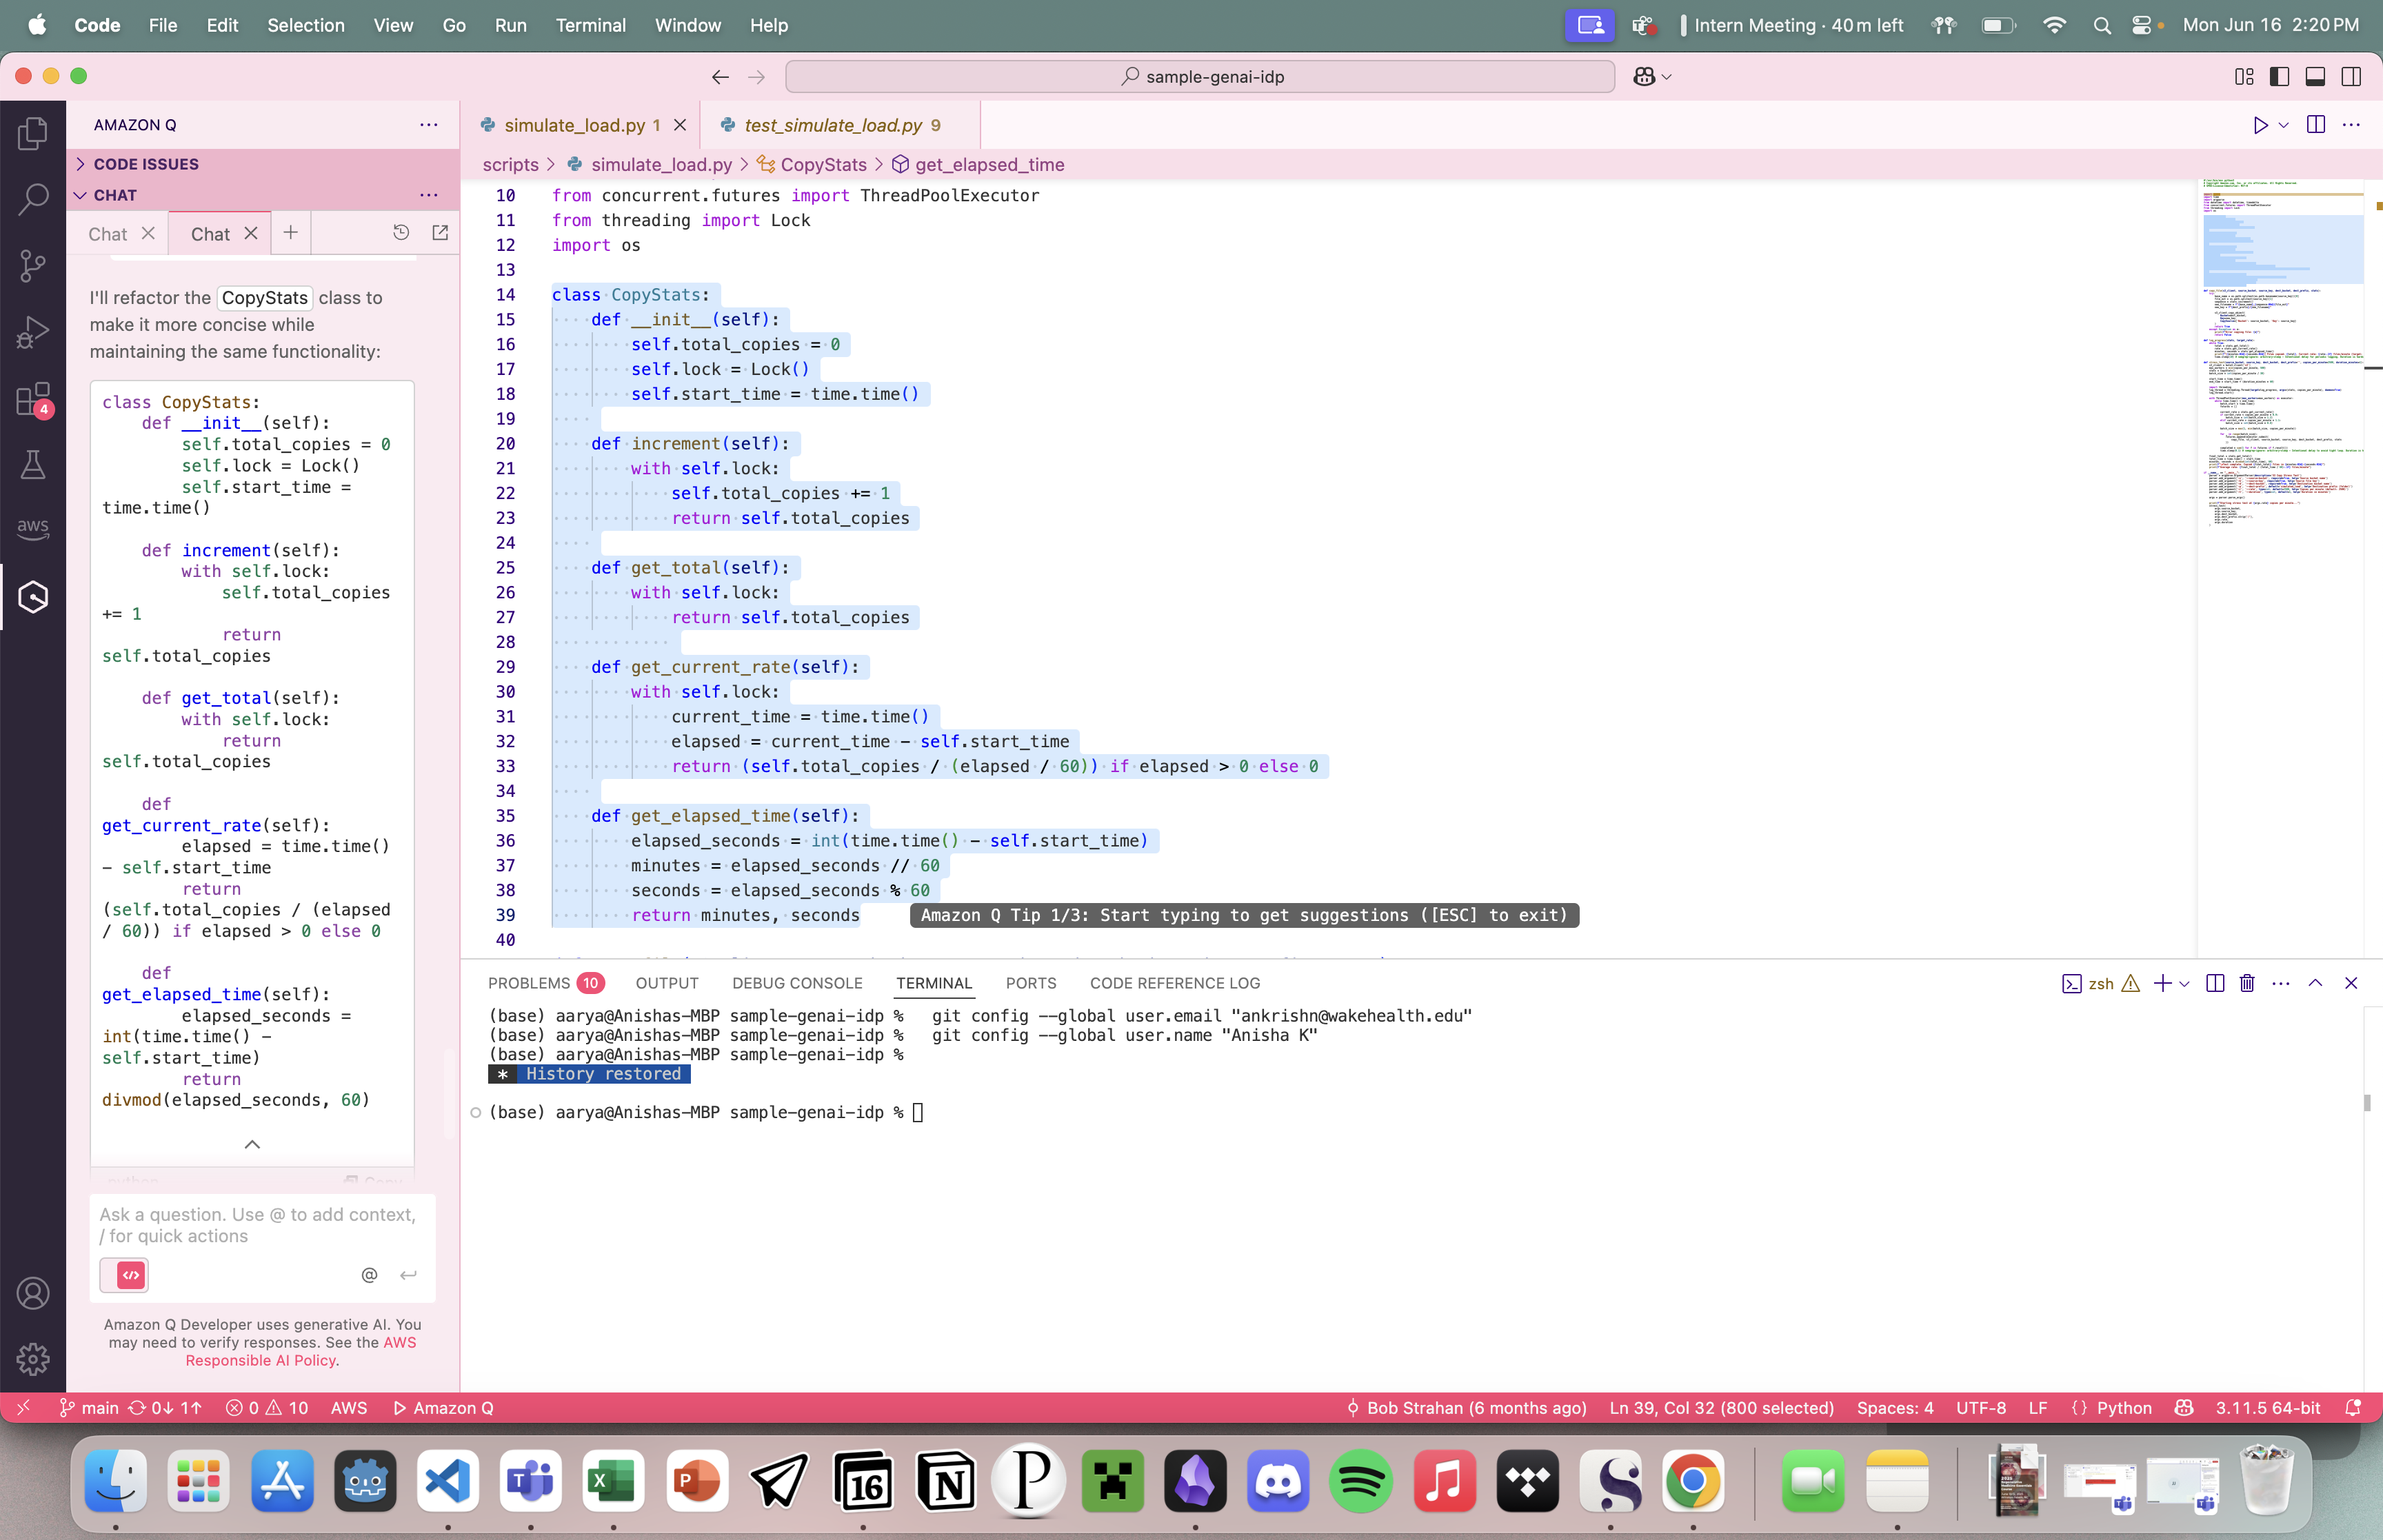 Code File Edit Selection View Go Run Terminal Window Help
Intern Meeting · 40 m left
Mon Jun 16 2:20 PM
sample-genai-idp
AMAZON Q
CODE ISSUES
CHAT
Chat
Chat
I'll refactor the CopyStats class to
make it more concise while
maintaining the same functionality:
class CopyStats:
    def __init__(self):
        self.total_copies = 0
        self.lock = Lock()
        self.start_time =
time.time()
    def increment(self):
        with self.lock:
            self.total_copies
+= 1
            return
self.total_copies
    def get_total(self):
        with self.lock:
            return
self.total_copies
    def
get_current_rate(self):
        elapsed = time.time()
- self.start_time
        return
(self.total_copies / (elapsed
/ 60)) if elapsed > 0 else 0
    def
get_elapsed_time(self):
        elapsed_seconds =
int(time.time() -
self.start_time)
        return
divmod(elapsed_seconds, 60)
Ask a question. Use @ to add context,
/ for quick actions
@
Amazon Q Developer uses generative AI. You
may need to verify responses. See the AWS
Responsible AI Policy.
4
aws
simulate_load.py 1
test_simulate_load.py 9
scripts > simulate_load.py > CopyStats > get_elapsed_time
10 from concurrent.futures import ThreadPoolExecutor
11 from threading import Lock
12 import os
13
14 class CopyStats:
15     def __init__(self):
16         self.total_copies = 0
17         self.lock = Lock()
18         self.start_time = time.time()
19
20     def increment(self):
21         with self.lock:
22             self.total_copies += 1
23             return self.total_copies
24
25     def get_total(self):
26         with self.lock:
27             return self.total_copies
28
29     def get_current_rate(self):
30         with self.lock:
31             current_time = time.time()
32             elapsed = current_time - self.start_time
33             return (self.total_copies / (elapsed / 60)) if elapsed > 0 else 0
34
35     def get_elapsed_time(self):
36         elapsed_seconds = int(time.time() - self.start_time)
37         minutes = elapsed_seconds // 60
38         seconds = elapsed_seconds % 60
39         return minutes, seconds
Amazon Q Tip 1/3: Start typing to get suggestions ([ESC] to exit)
40
PROBLEMS 10 OUTPUT DEBUG CONSOLE TERMINAL PORTS CODE REFERENCE LOG
zsh
(base) aarya@Anishas-MBP sample-genai-idp %   git config --global user.email "ankrishn@wakehealth.edu"
(base) aarya@Anishas-MBP sample-genai-idp %   git config --global user.name "Anisha K"
(base) aarya@Anishas-MBP sample-genai-idp %
* History restored
(base) aarya@Anishas-MBP sample-genai-idp %
main 0↓ 1↑ 0 10 AWS Amazon Q
Bob Strahan (6 months ago) Ln 39, Col 32 (800 selected) Spaces: 4 UTF-8 LF {} Python 3.11.5 64-bit
16